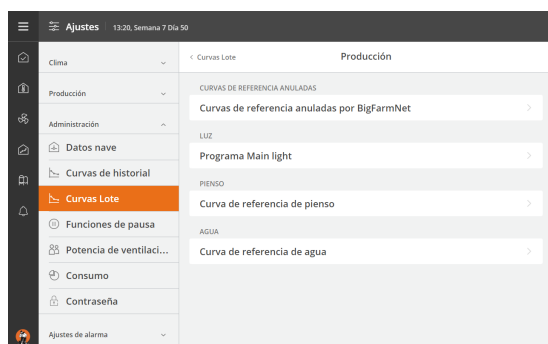 Ajustes 13:20, Semana 7 Día 50
Clima
Producción
Administración
Datos nave
Curvas de historial
Curvas Lote
Funciones de pausa
Potencia de ventilaci...
Consumo
Contraseña
Ajustes de alarma
Curvas Lote
Producción
CURVAS DE REFERENCIA ANULADAS
Curvas de referencia anuladas por BigFarmNet
LUZ
Programa Main light
PIENSO
Curva de referencia de pienso
AGUA
Curva de referencia de agua